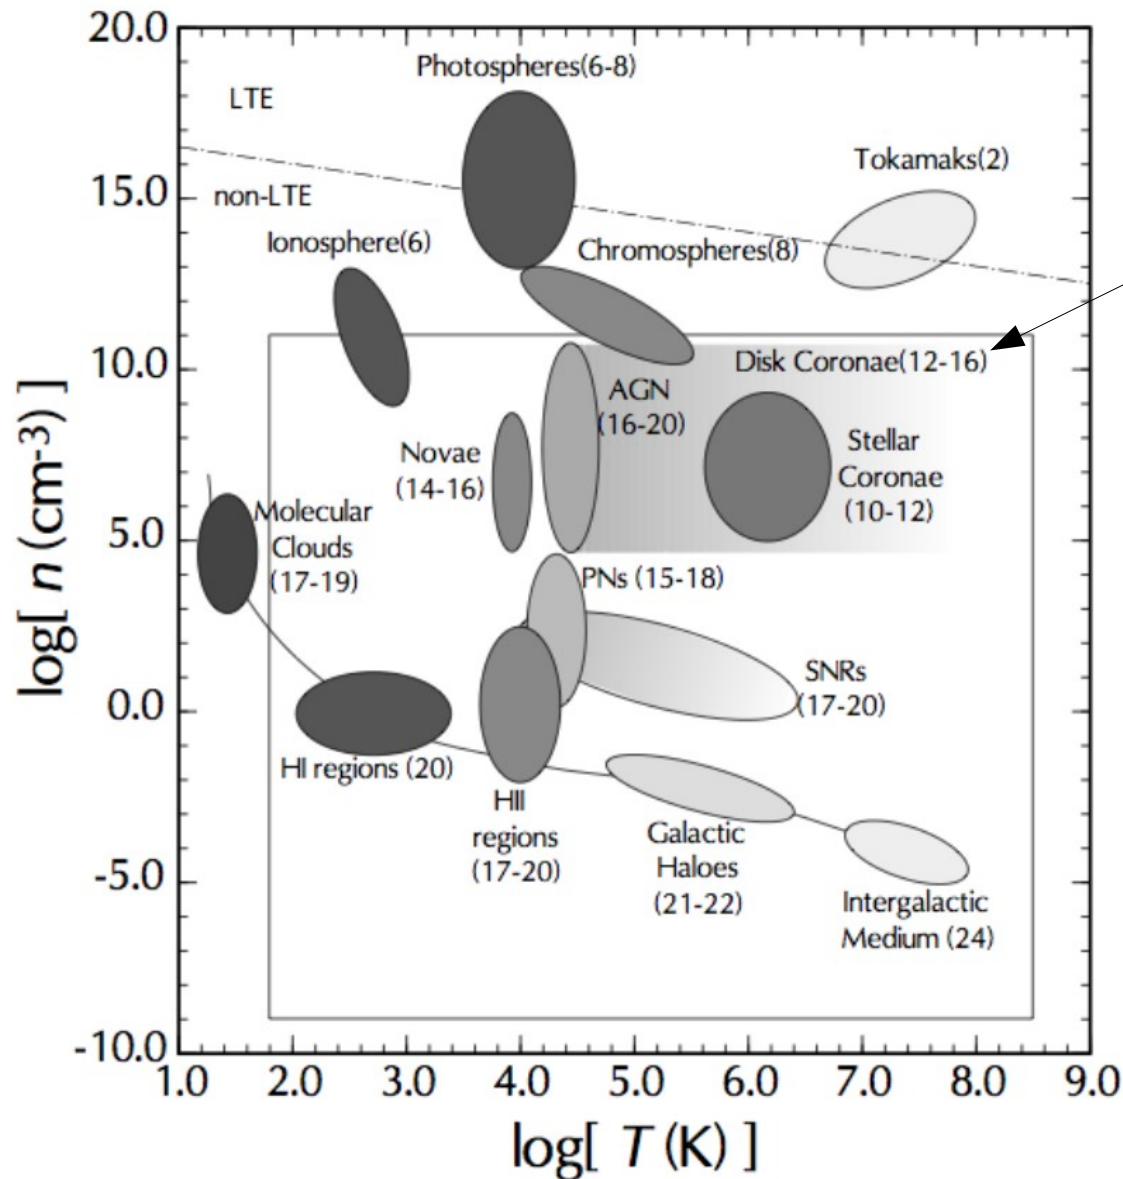 20.0
Photospheres(6-8)
LTE
Tokamaks(2)
15.0
non-LTE
Ionosphere(6)
Chromospheres(8)
10.0
Disk Coronae(12-16)
AGN
(16-20)
Novae
(14-16)
Stellar
Coronae
(10-12)
5.0
Molecular
Clouds
(17-19)
PNs (15-18)
SNRs
(17-20)
0.0
HI regions (20)
HII
regions
(17-20)
Galactic
Haloes
(21-22)
-5.0
Intergalactic
Medium (24)
-10.0
1.0 2.0 3.0 4.0 5.0 6.0 7.0 8.0 9.0
log[ n (cm-3) ]
log[ T (K) ]